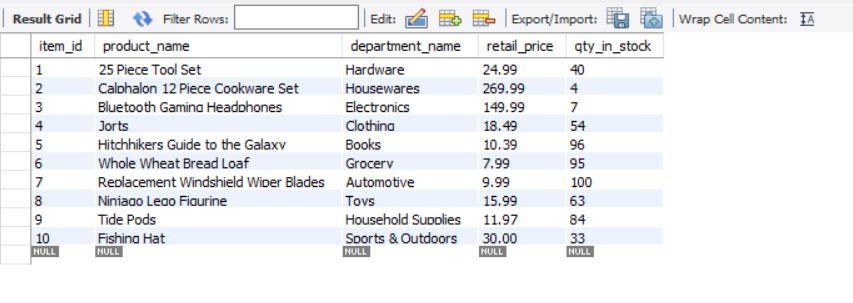 Result Grid Filter Rows: Edit: Export/Import: Wrap Cell Content: IA
item_id product_name department_name retail_price qty_in_stock
1 25 Piece Tool Set Hardware 24.99 40
2 Calphalon 12 Piece Cookware Set Housewares 269.99 4
3 Bluetooth Gaming Headphones Electronics 149.99 7
4 Jorts Clothing 18.49 54
5 Hitchhikers Guide to the Galaxy Books 10.39 96
6 Whole Wheat Bread Loaf Grocery 7.99 95
7 Replacement Windshield Wiper Blades Automotive 9.99 100
8 Ninjago Lego Figurine Toys 15.99 63
9 Tide Pods Household Supplies 11.97 84
10 Fishing Hat Sports & Outdoors 30.00 33
NULL NULL NULL NULL NULL